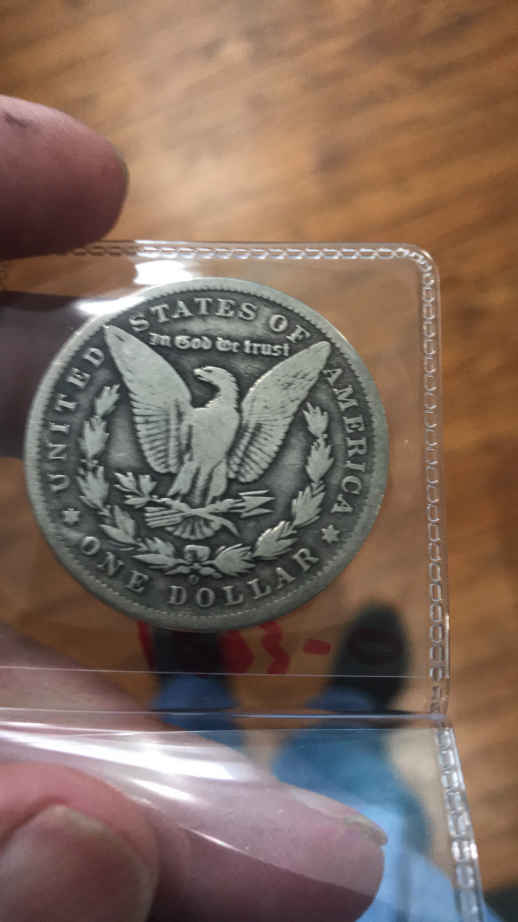 UNITED STATES OF AMERICA
In God We trust
ONE DOLLAR
O